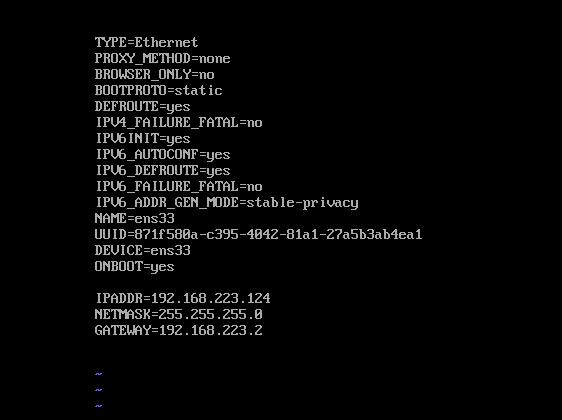 TYPE=Ethernet
PROXY_METHOD=none
BROWSER_ONLY=no
BOOTPROTO=static
DEFROUTE=yes
IPV4_FAILURE_FATAL=no
IPV6INIT=yes
IPV6_AUTOCONF=yes
IPV6_DEFROUTE=yes
IPV6_FAILURE_FATAL=no
IPV6_ADDR_GEN_MODE=stable-privacy
NAME=ens33
UUID=871f580a-c395-4042-81a1-27a5b3ab4ea1
DEVICE=ens33
ONBOOT=yes
IPADDR=192.168.223.124
NETMASK=255.255.255.0
GATEWAY=192.168.223.2
~
~
~